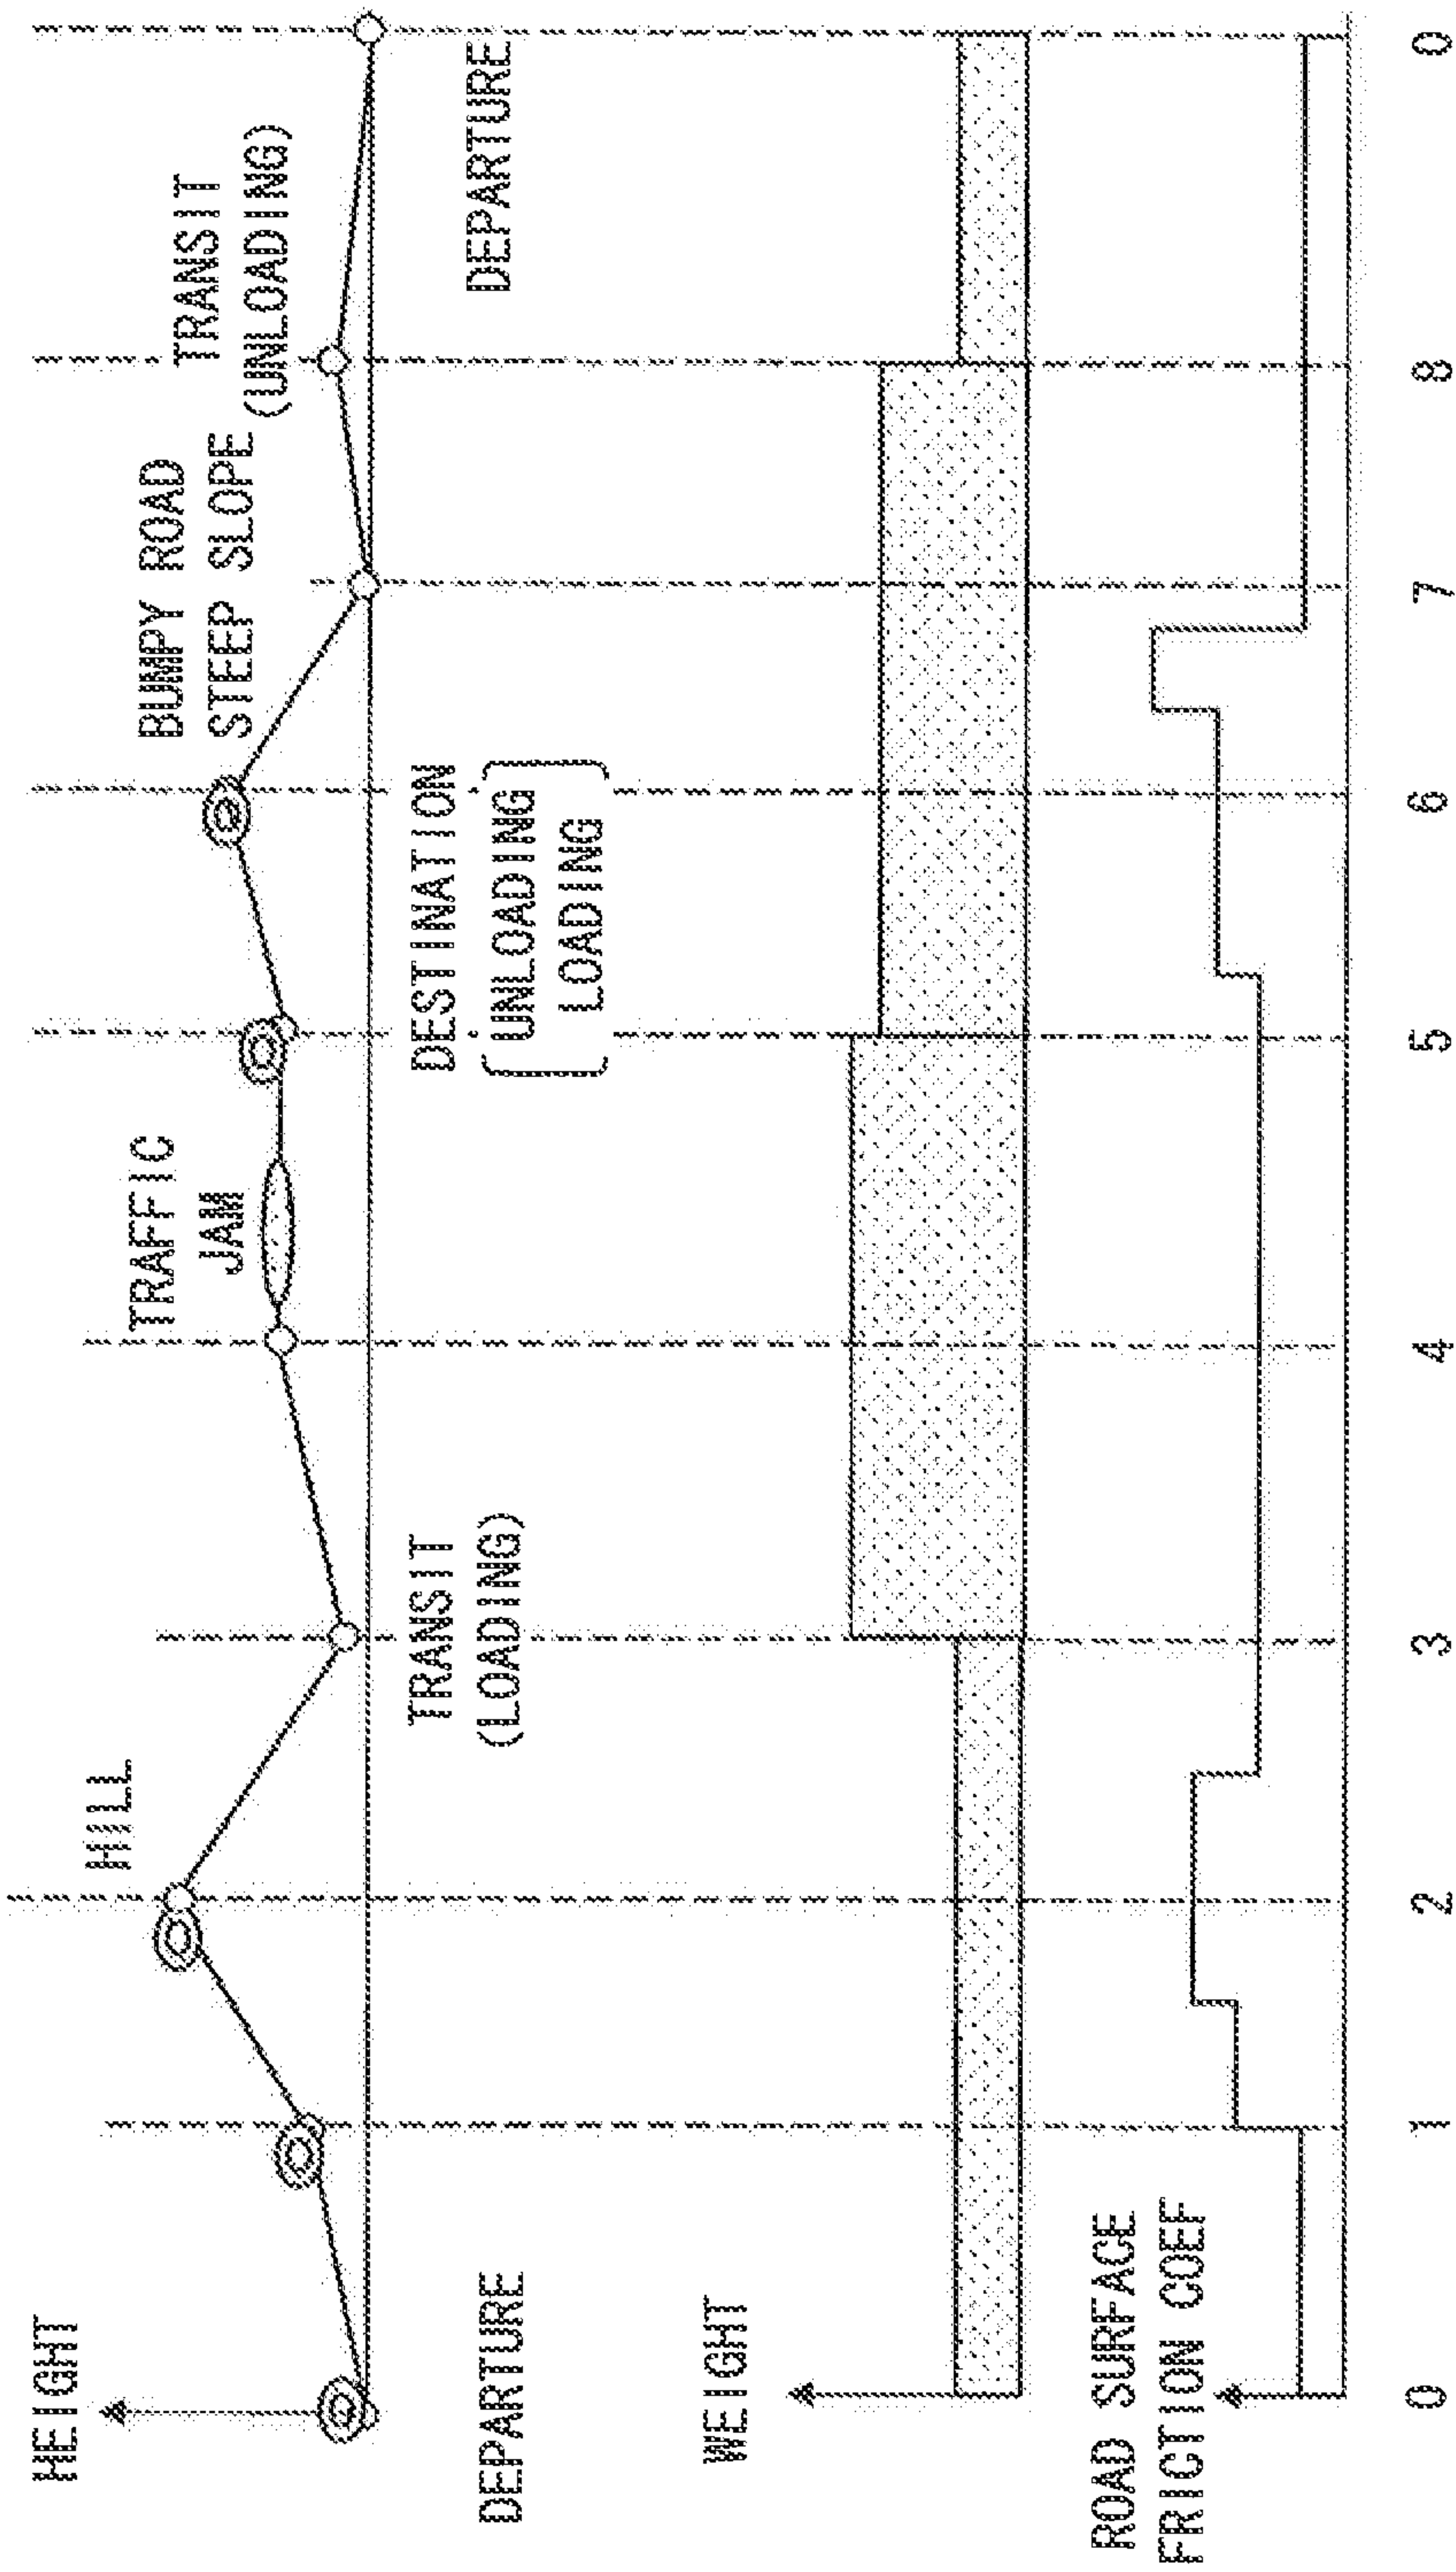 HEIGHT
HILL
TRAFFIC
JAM
BUMPY ROAD
STEEP SLOPE
TRANSIT
(UNLOADING)
DEPARTURE
TRANSIT
(LOADING)
DESTINATION
(UNLOADING
LOADING)
DEPARTURE
WEIGHT
ROAD SURFACE
FRICTION COEF
0 1 2 3 4 5 6 7 8 0